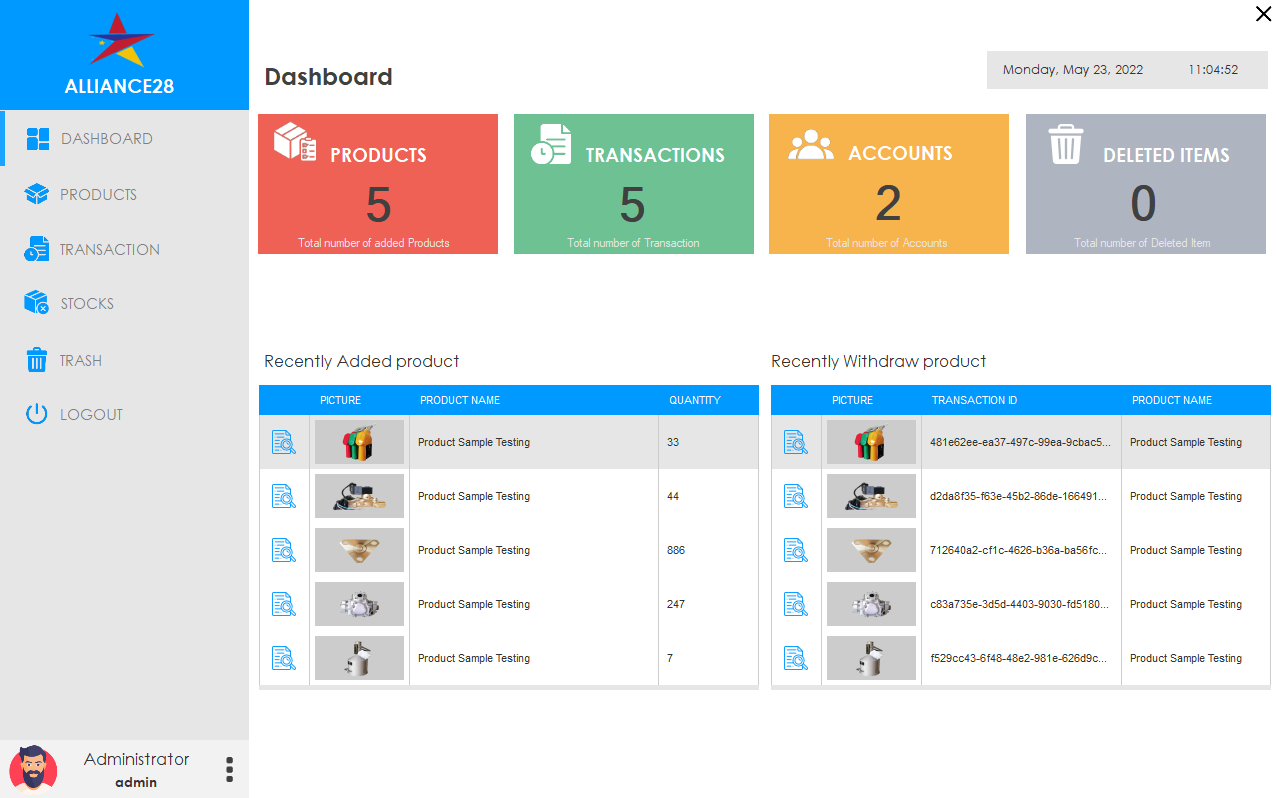 ALLIANCE28
DASHBOARD
PRODUCTS
TRANSACTION
STOCKS
TRASH
LOGOUT
Administrator
admin
Dashboard
Monday, May 23, 2022 11:04:52
PRODUCTS
5
Total number of added Products
TRANSACTIONS
5
Total number of Transaction
ACCOUNTS
2
Total number of Accounts
DELETED ITEMS
0
Total number of Deleted Item
Recently Added product
PICTURE PRODUCT NAME QUANTITY
Product Sample Testing 33
Product Sample Testing 44
Product Sample Testing 886
Product Sample Testing 247
Product Sample Testing 7
Recently Withdraw product
PICTURE TRANSACTION ID PRODUCT NAME
481e62ee-ea37-497c-99ea-9cbac5... Product Sample Testing
d2da8f35-f63e-45b2-86de-166491... Product Sample Testing
712640a2-cf1c-4626-b36a-ba56fc... Product Sample Testing
c83a735e-3d5d-4403-9030-fd5180... Product Sample Testing
f529cc43-6f48-48e2-981e-626d9c... Product Sample Testing